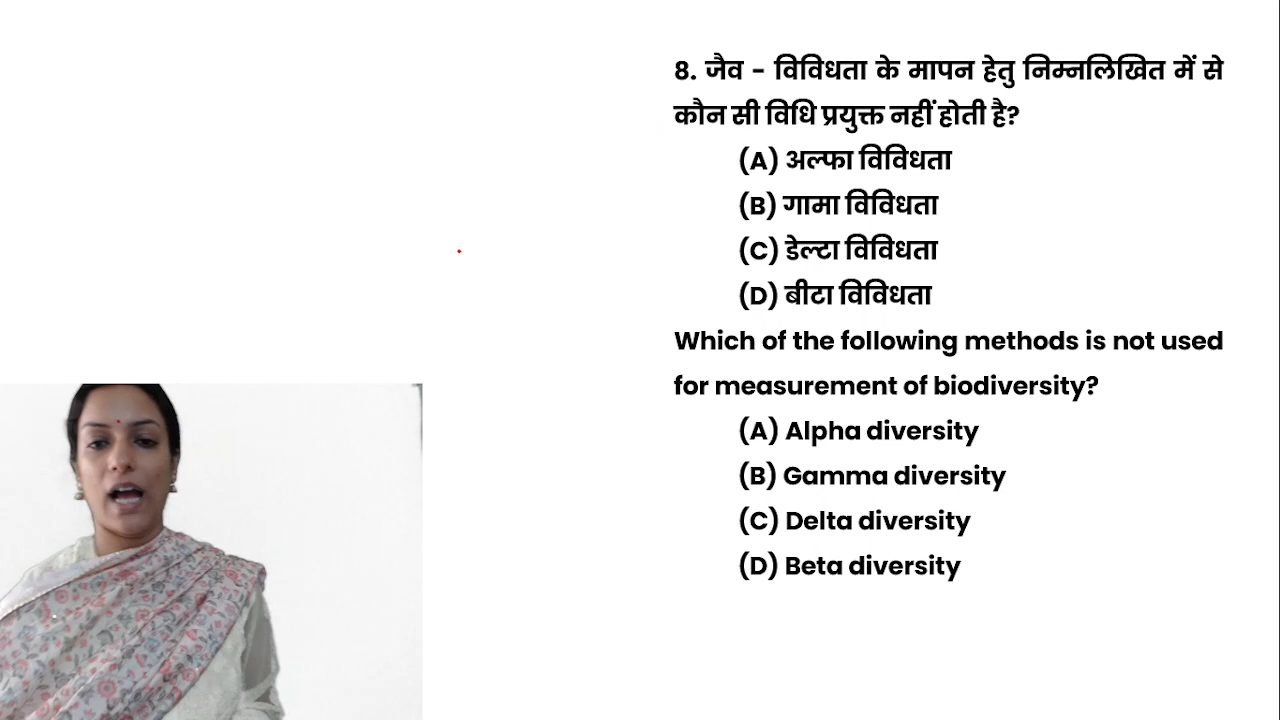 8. जैव - विविधता के मापन हेतु निम्नलिखित में से
कौन सी विधि प्रयुक्त नहीं होती है?
(A) अल्फा विविधता
(B) गामा विविधता
(C) डेल्टा विविधता
(D) बीटा विविधता
Which of the following methods is not used
for measurement of biodiversity?
(A) Alpha diversity
(B) Gamma diversity
(C) Delta diversity
(D) Beta diversity